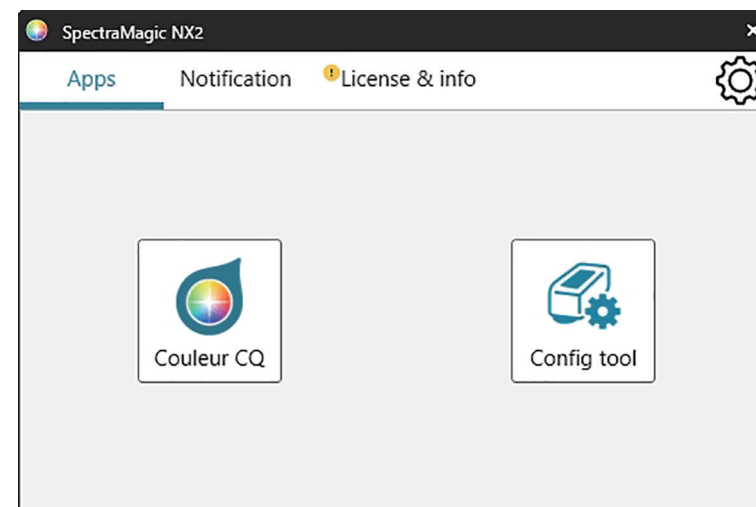 SpectraMagic NX2
Apps Notification License & info
Couleur CQ Config tool